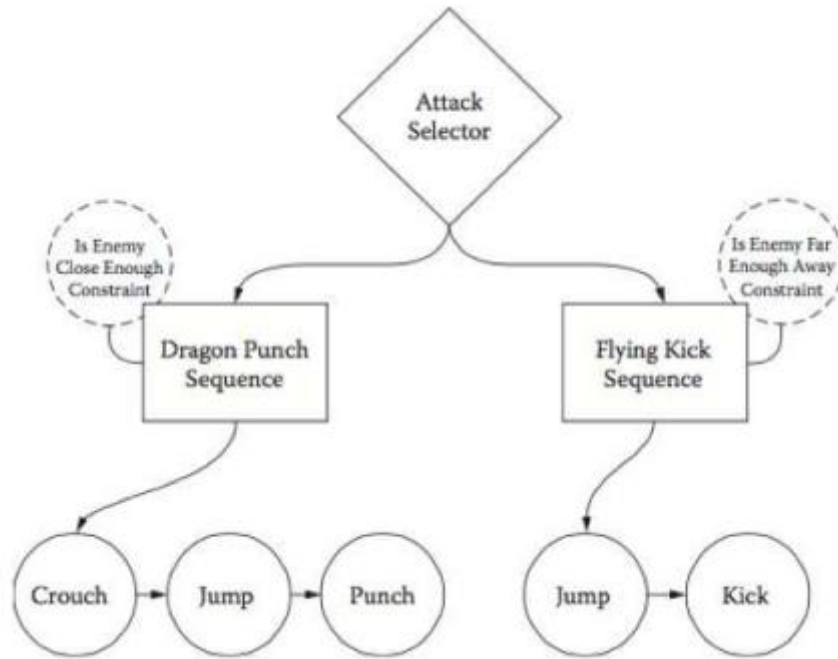 Attack
Selector
Is Enemy
Close Enough
Constraint
Is Enemy Far
Enough Away
Constraint
Dragon Punch
Sequence
Flying Kick
Sequence
Crouch
Jump
Punch
Jump
Kick